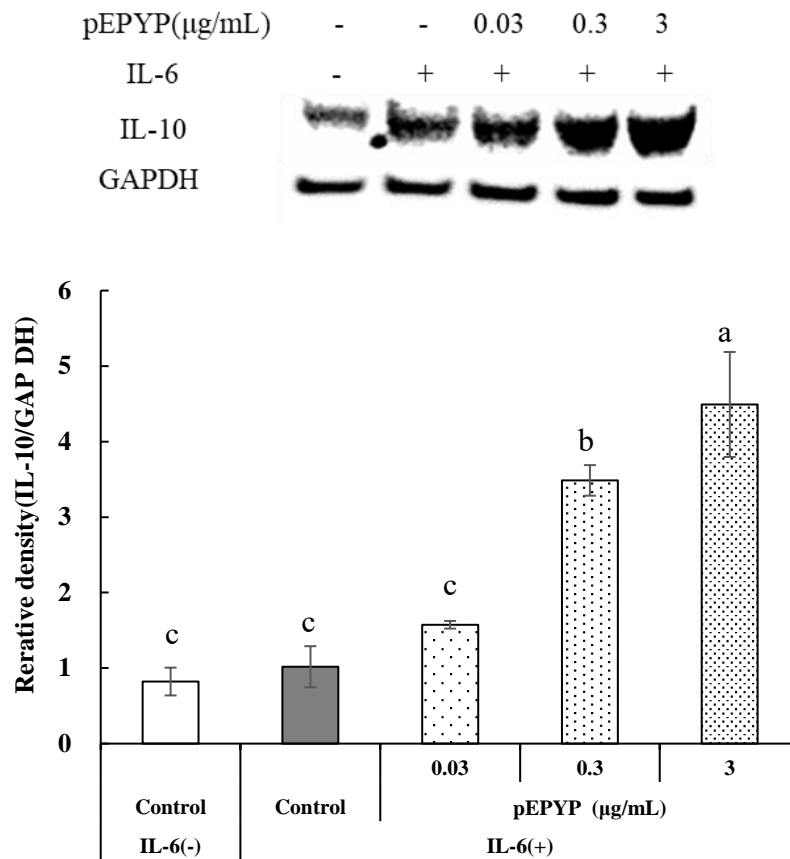 pEPYP(μg/mL) - - 0.03 0.3 3
IL-6 - + + + +
IL-10
GAPDH
6
5
4
3
2
1
0
Rerative density(IL-10/GAP DH)
c
c
c
b
a
0.03 0.3 3
Control Control pEPYP (μg/mL)
IL-6(-) IL-6(+)